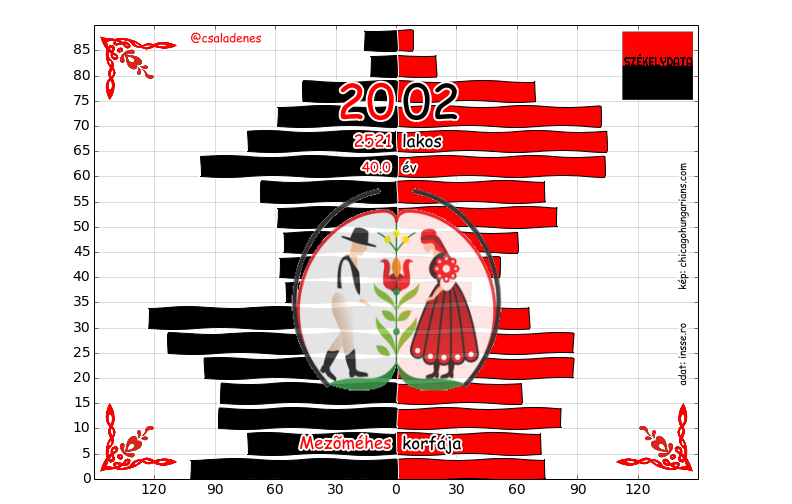 @csaladenes
SZÉKELYDATA
2002
2521 lakos
40.0 év
kép: chicagohungarians.com
adat: insse.ro
Mezőméhes korfája
85
80
75
70
65
60
55
50
45
40
35
30
25
20
15
10
5
0
120 90 60 30 0 30 60 90 120